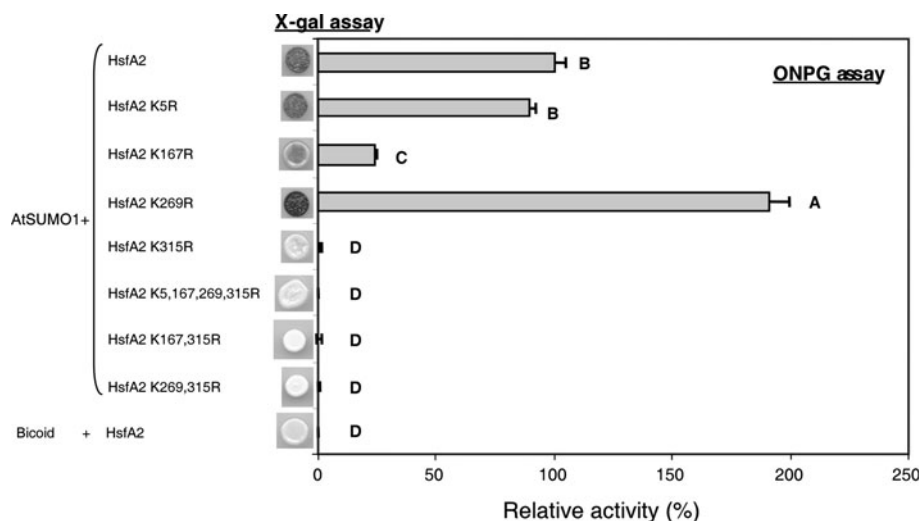 X-gal assay
ONPG assay
AtSUMO1+
HsfA2
B
HsfA2 K5R
B
HsfA2 K167R
C
HsfA2 K269R
A
HsfA2 K315R
D
HsfA2 K5,167,269,315R
D
HsfA2 K167,315R
D
HsfA2 K269,315R
D
Bicoid + HsfA2
D
0 50 100 150 200 250
Relative activity (%)